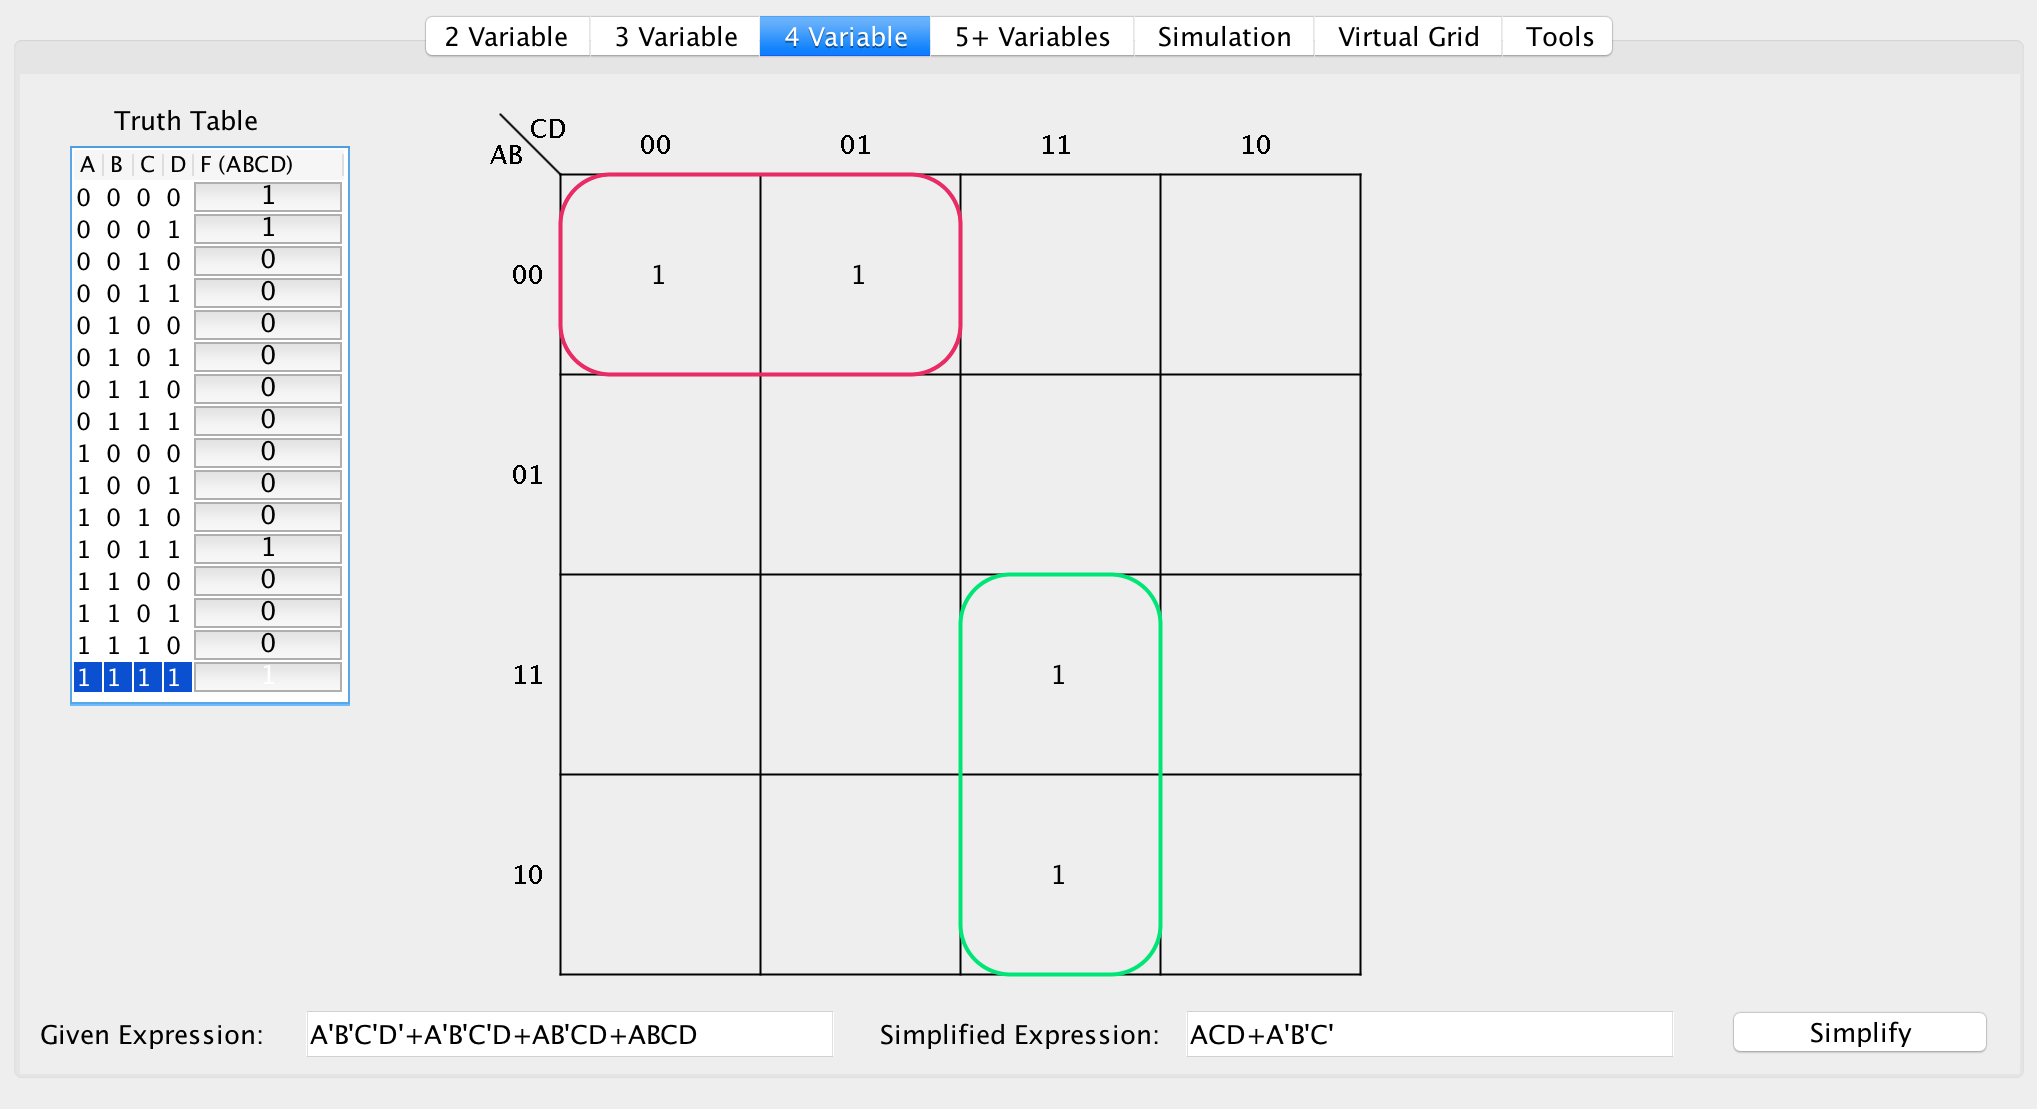 2 Variable 3 Variable 4 Variable 5+ Variables Simulation Virtual Grid Tools
Truth Table
A B C D F (ABCD)
0 0 0 0 1
0 0 0 1 1
0 0 1 0 0
0 0 1 1 0
0 1 0 0 0
0 1 0 1 0
0 1 1 0 0
0 1 1 1 0
1 0 0 0 0
1 0 0 1 0
1 0 1 0 0
1 0 1 1 1
1 1 0 0 0
1 1 0 1 0
1 1 1 0 0
1 1 1 1 1
CD
AB
00 01 11 10
00 1 1
01
11 1
10 1
Given Expression: A'B'C'D'+A'B'C'D+AB'CD+ABCD
Simplified Expression: ACD+A'B'C'
Simplify